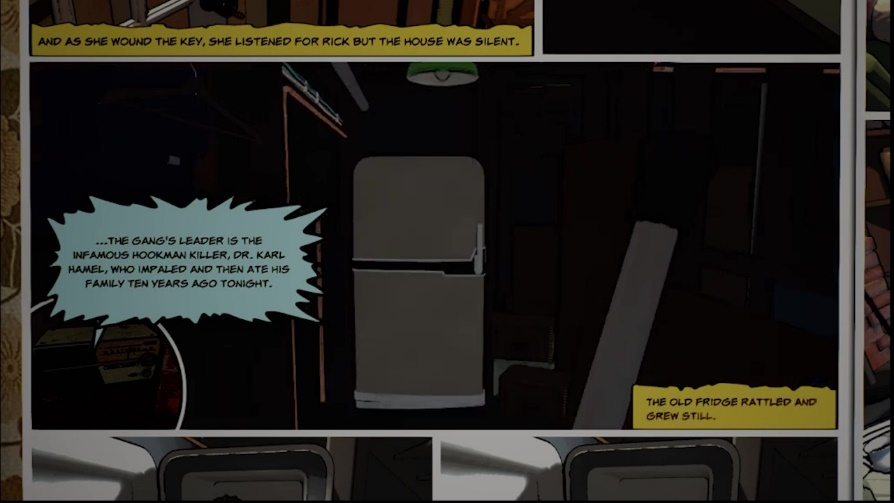 AND AS SHE WOUND THE KEY, SHE LISTENED FOR RICK BUT THE HOUSE WAS SILENT.
...THE GANG'S LEADER IS THE
INFAMOUS HOOKMAN KILLER, DR. KARL
HAMEL, WHO IMPALED AND THEN ATE HIS
FAMILY TEN YEARS AGO TONIGHT.
THE OLD FRIDGE RATTLED AND
GREW STILL.